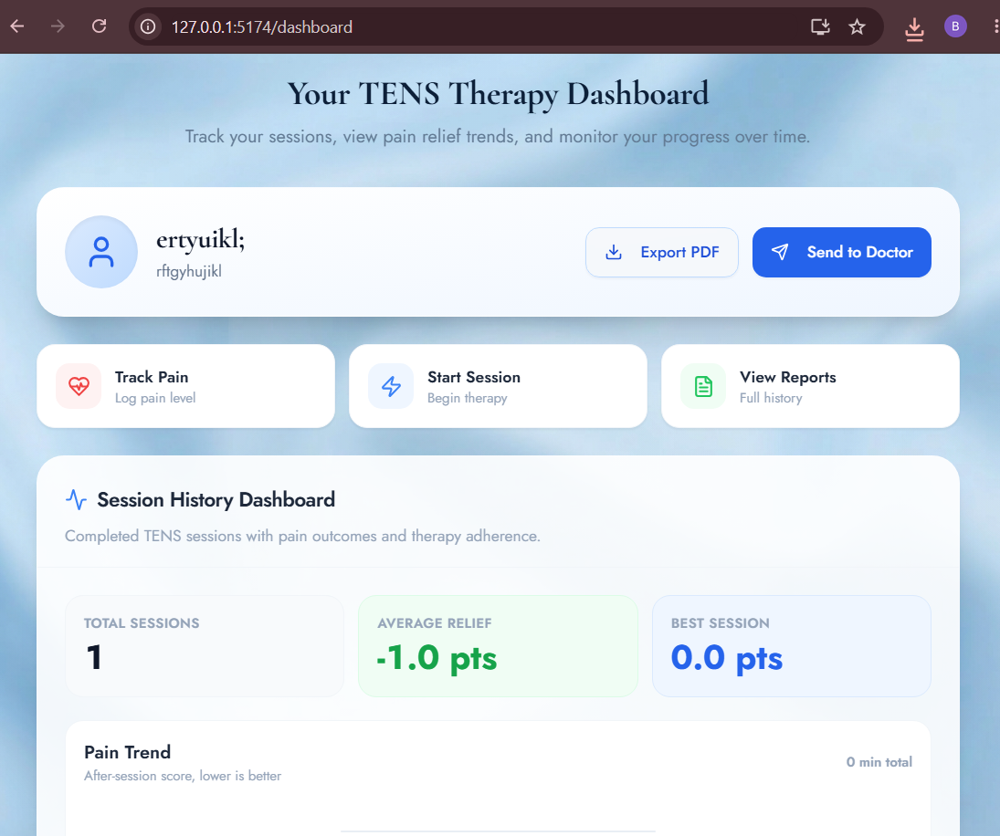 127.0.0.1:5174/dashboard
B
Your TENS Therapy Dashboard
Track your sessions, view pain relief trends, and monitor your progress over time.
ertyuikl;
rftgyhujikl
Export PDF
Send to Doctor
Track Pain
Log pain level
Start Session
Begin therapy
View Reports
Full history
Session History Dashboard
Completed TENS sessions with pain outcomes and therapy adherence.
TOTAL SESSIONS
1
AVERAGE RELIEF
-1.0 pts
BEST SESSION
0.0 pts
Pain Trend
After-session score, lower is better
0 min total